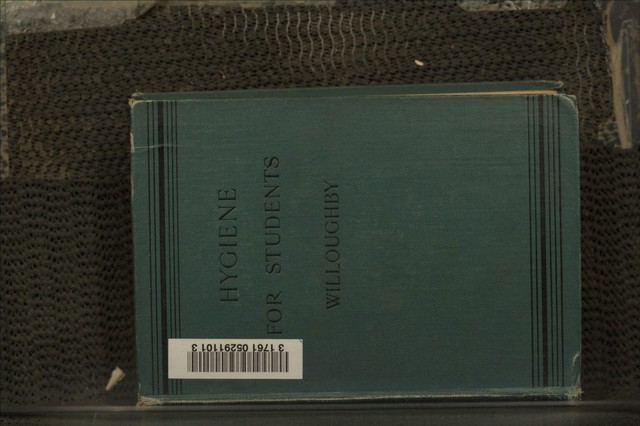 HYGIENE
FOR STUDENTS
WILLOUGHBY
3 1761 05291101 3